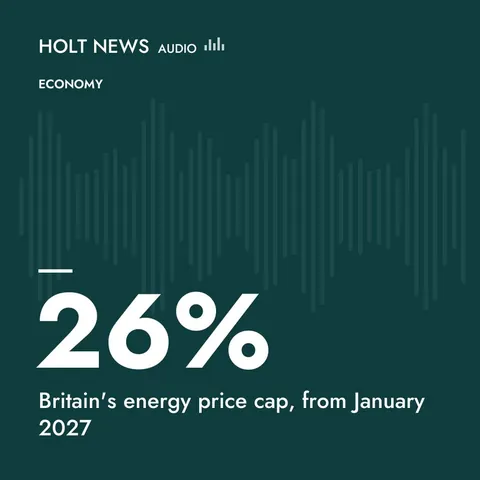 HOLT NEWS AUDIO
ECONOMY
26%
Britain's energy price cap, from January
2027